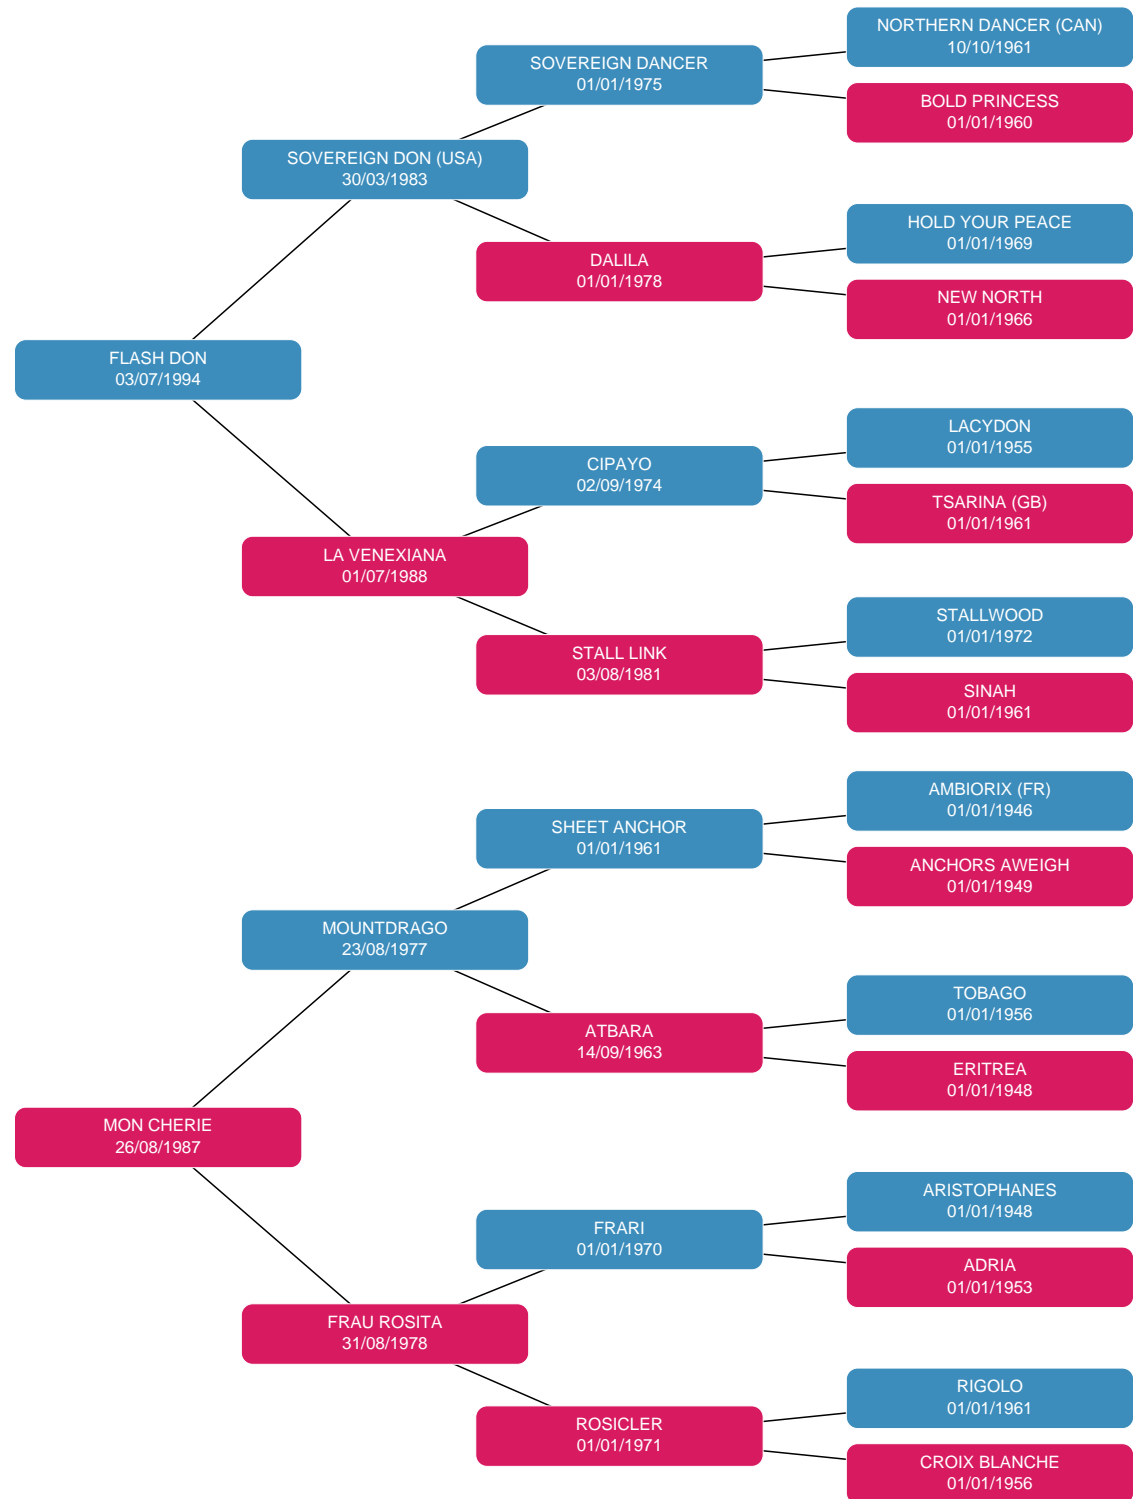 NORTHERN DANCER (CAN)
10/10/1961
SOVEREIGN DANCER
01/01/1975
BOLD PRINCESS
01/01/1960
SOVEREIGN DON (USA)
30/03/1983
HOLD YOUR PEACE
01/01/1969
DALILA
01/01/1978
NEW NORTH
01/01/1966
FLASH DON
03/07/1994
LACYDON
01/01/1955
CIPAYO
02/09/1974
TSARINA (GB)
01/01/1961
LA VENEXIANA
01/07/1988
STALLWOOD
01/01/1972
STALL LINK
03/08/1981
SINAH
01/01/1961
AMBIORIX (FR)
01/01/1946
SHEET ANCHOR
01/01/1961
ANCHORS AWEIGH
01/01/1949
MOUNTDRAGO
23/08/1977
TOBAGO
01/01/1956
ATBARA
14/09/1963
ERITREA
01/01/1948
MON CHERIE
26/08/1987
ARISTOPHANES
01/01/1948
FRARI
01/01/1970
ADRIA
01/01/1953
FRAU ROSITA
31/08/1978
RIGOLO
01/01/1961
ROSICLER
01/01/1971
CROIX BLANCHE
01/01/1956